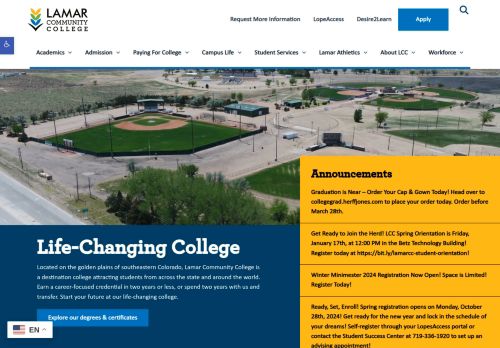 LAMAR
COMMUNITY
COLLEGE
Request More Information
LopeAccess
Desire2Learn
Apply
Academics
Admission
Paying For College
Campus Life
Student Services
Lamar Athletics
About LCC
Workforce
Life-Changing College
Located on the golden plains of southeastern Colorado, Lamar Community College is
a destination college attracting students from across the state and around the world.
Earn a career-focused credential in two years or less, or spend two years with us and
transfer. Start your future at our life-changing college.
Explore our degrees & certificates
Announcements
Graduation is Near – Order Your Cap & Gown Today! Head over to
collegegrad.herffjones.com to place your order today. Order before
March 28th.
Get Ready to Join the Herd! LCC Spring Orientation is Friday,
January 17th, at 12:00 PM in the Betz Technology Building!
Register today at https://bit.ly/lamarcc-student-orientation!
Winter Minimester 2024 Registration Now Open! Space is Limited!
Register Today!
Ready, Set, Enroll! Spring registration opens on Monday, October
28th, 2024! Get ready for the new year and lock in the schedule
of your dreams! Self-register through your LopesAccess portal or
contact the Student Success Center at 719-336-1920 to set up an
advising appointment!
EN